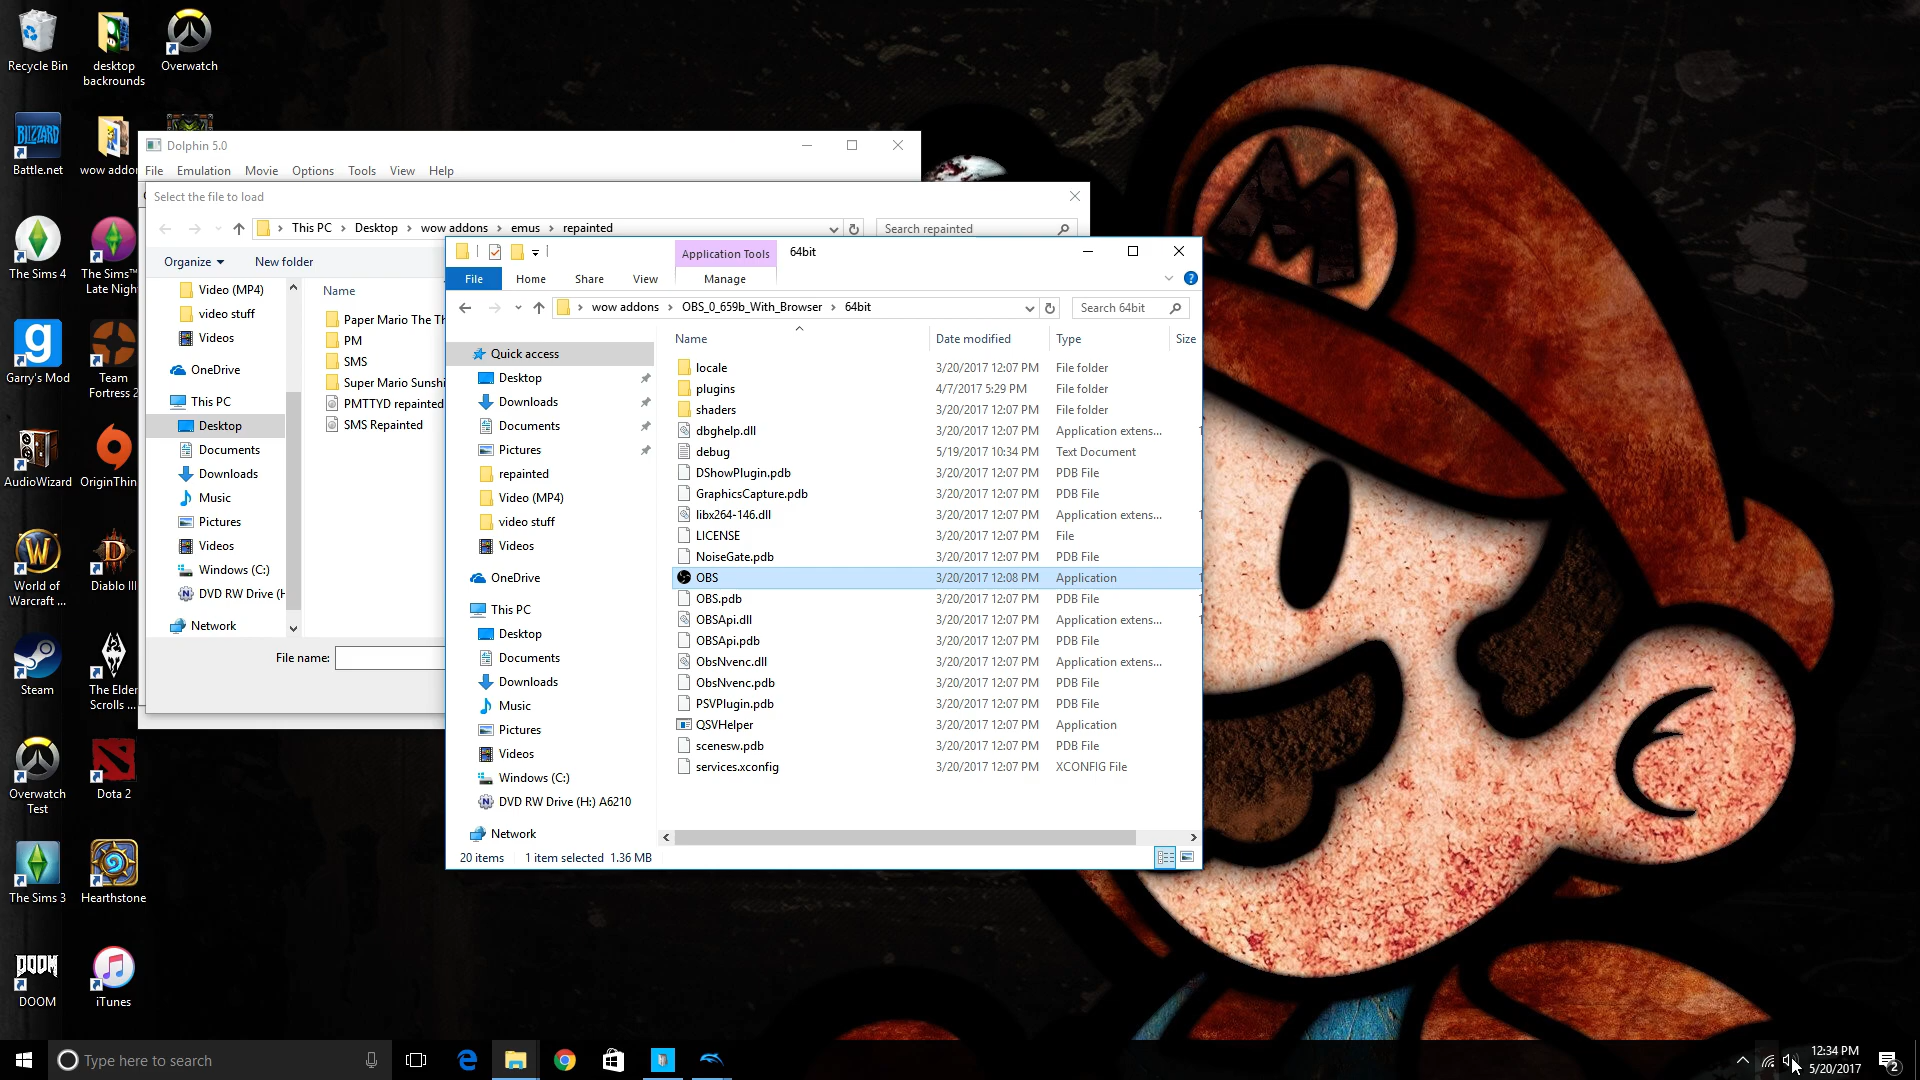 Recycle Bin
desktop backrounds
Overwatch
Battle.net
wow addon
The Sims 4
The Sims™ Late Nigh
Garry's Mod
Team Fortress 2
AudioWizard
OriginThin
World of Warcraft ...
Diablo III
Steam
The Elder Scrolls ...
Overwatch Test
Dota 2
The Sims 3
Hearthstone
DOOM
iTunes
Dolphin 5.0
File Emulation Movie Options Tools View Help
Select the file to load
This PC Desktop wow addons emus repainted
Search repainted
Organize New folder
Video (MP4)
video stuff
Videos
OneDrive
This PC
Desktop
Documents
Downloads
Music
Pictures
Videos
Windows (C:)
DVD RW Drive (H
Network
Name
Paper Mario The Th
PM
SMS
Super Mario Sunshi
PMTTYD repainted
SMS Repainted
File name:
Application Tools 64bit
File Home Share View Manage
wow addons OBS_0_659b_With_Browser 64bit
Search 64bit
Quick access
Desktop
Downloads
Documents
Pictures
repainted
Video (MP4)
video stuff
Videos
OneDrive
This PC
Desktop
Documents
Downloads
Music
Pictures
Videos
Windows (C:)
DVD RW Drive (H:) A6210
Network
Name Date modified Type Size
locale 3/20/2017 12:07 PM File folder
plugins 4/7/2017 5:29 PM File folder
shaders 3/20/2017 12:07 PM File folder
dbghelp.dll 3/20/2017 12:07 PM Application extens... 1
debug 5/19/2017 10:34 PM Text Document
DShowPlugin.pdb 3/20/2017 12:07 PM PDB File
GraphicsCapture.pdb 3/20/2017 12:07 PM PDB File
libx264-146.dll 3/20/2017 12:07 PM Application extens... 1
LICENSE 3/20/2017 12:07 PM File
NoiseGate.pdb 3/20/2017 12:07 PM PDB File
OBS 3/20/2017 12:08 PM Application 1
OBS.pdb 3/20/2017 12:07 PM PDB File
OBSApi.dll 3/20/2017 12:07 PM Application extens... 1
OBSApi.pdb 3/20/2017 12:07 PM PDB File
ObsNvenc.dll 3/20/2017 12:07 PM Application extens...
ObsNvenc.pdb 3/20/2017 12:07 PM PDB File
PSVPlugin.pdb 3/20/2017 12:07 PM PDB File
QSVHelper 3/20/2017 12:07 PM Application
scenesw.pdb 3/20/2017 12:07 PM PDB File
services.xconfig 3/20/2017 12:07 PM XCONFIG File
20 items 1 item selected 1.36 MB
Type here to search
12:34 PM
5/20/2017
2
M